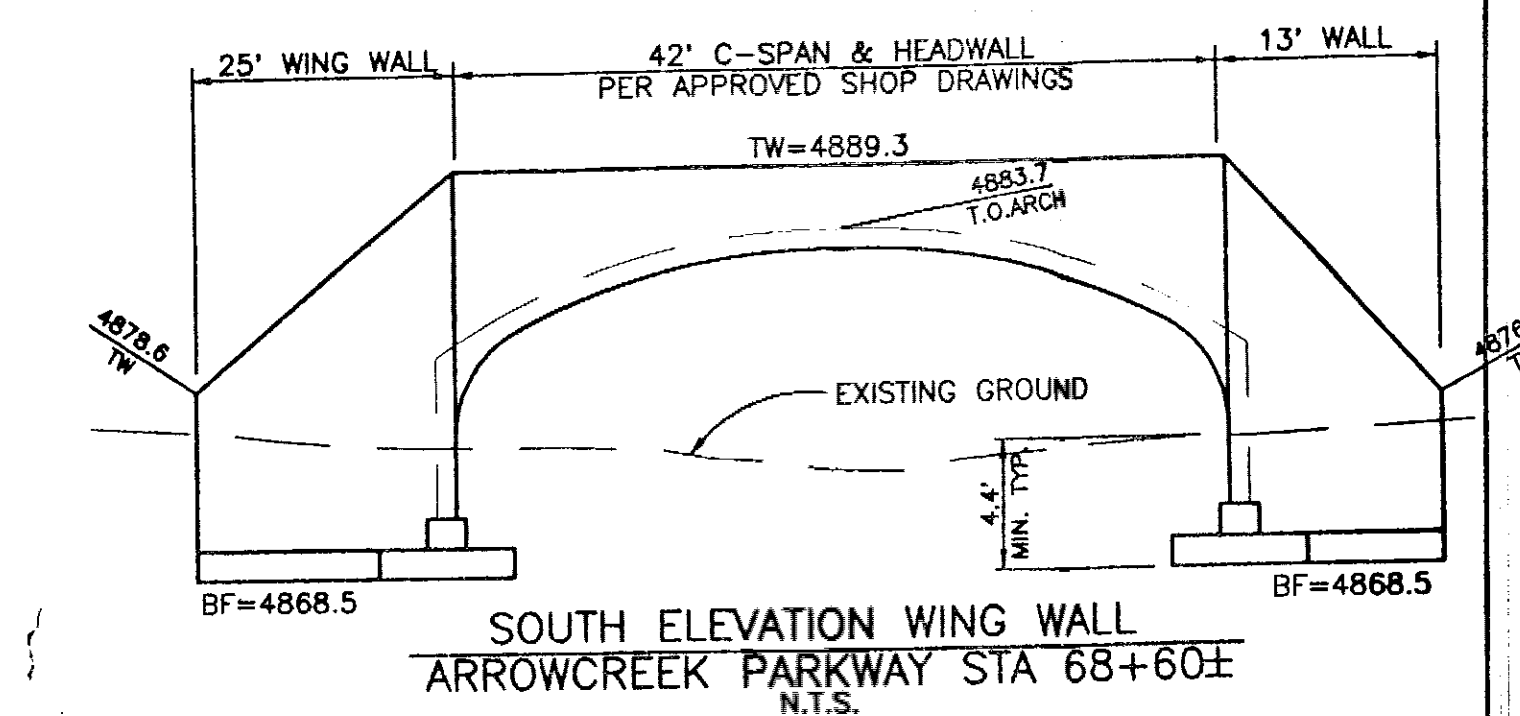 25' WING WALL
42' C-SPAN & HEADWALL
PER APPROVED SHOP DRAWINGS
13' WALL
TW=4889.3
4883.7
T.O.ARCH
4878.6
TW
4876
EXISTING GROUND
4.4'
MIN. TYP.
BF=4868.5
BF=4868.5
SOUTH ELEVATION WING WALL
ARROWCREEK PARKWAY STA 68+60±
N.T.S.